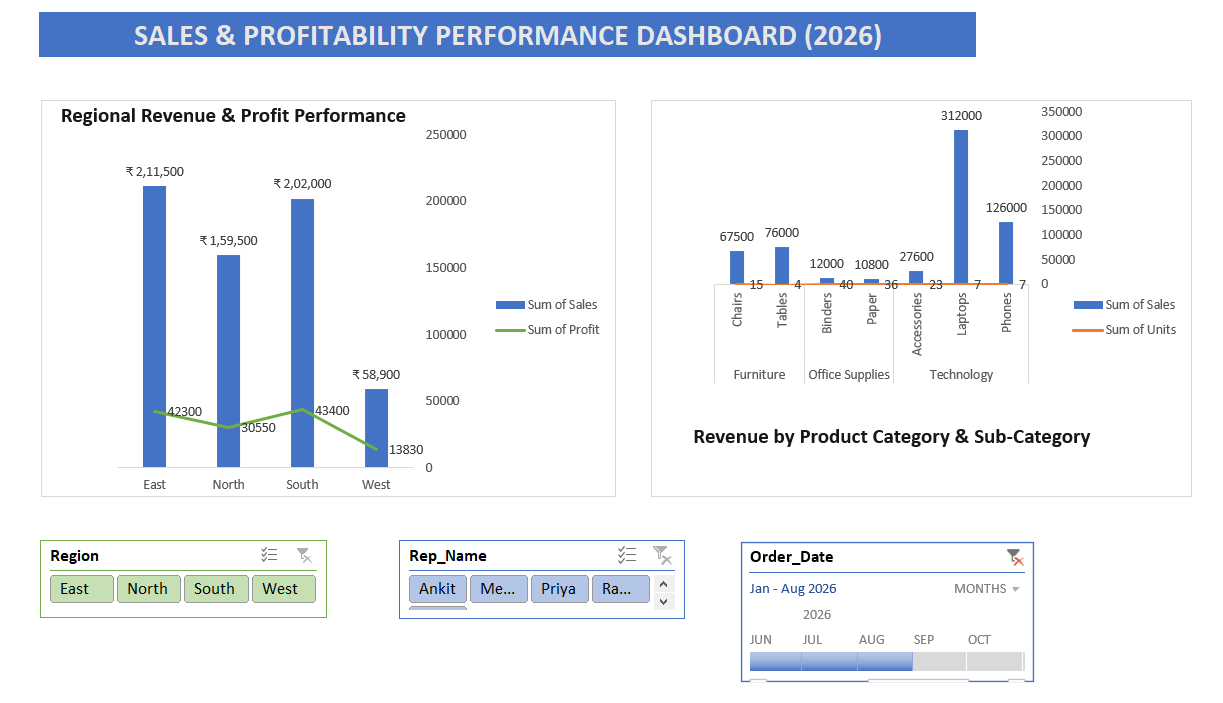 SALES & PROFITABILITY PERFORMANCE DASHBOARD (2026)
Regional Revenue & Profit Performance
250000
200000
150000
100000
50000
0
₹ 2,11,500
₹ 1,59,500
₹ 2,02,000
₹ 58,900
42300
30550
43400
13830
East
North
South
West
Sum of Sales
Sum of Profit
350000
300000
250000
200000
150000
100000
50000
0
67500
76000
12000
10800
27600
312000
126000
15
4
40
36
23
7
7
Chairs
Tables
Binders
Paper
Accessories
Laptops
Phones
Furniture
Office Supplies
Technology
Sum of Sales
Sum of Units
Revenue by Product Category & Sub-Category
Region
East North South West
Rep_Name
Ankit Me... Priya Ra...
Order_Date
Jan - Aug 2026 MONTHS
2026
JUN JUL AUG SEP OCT